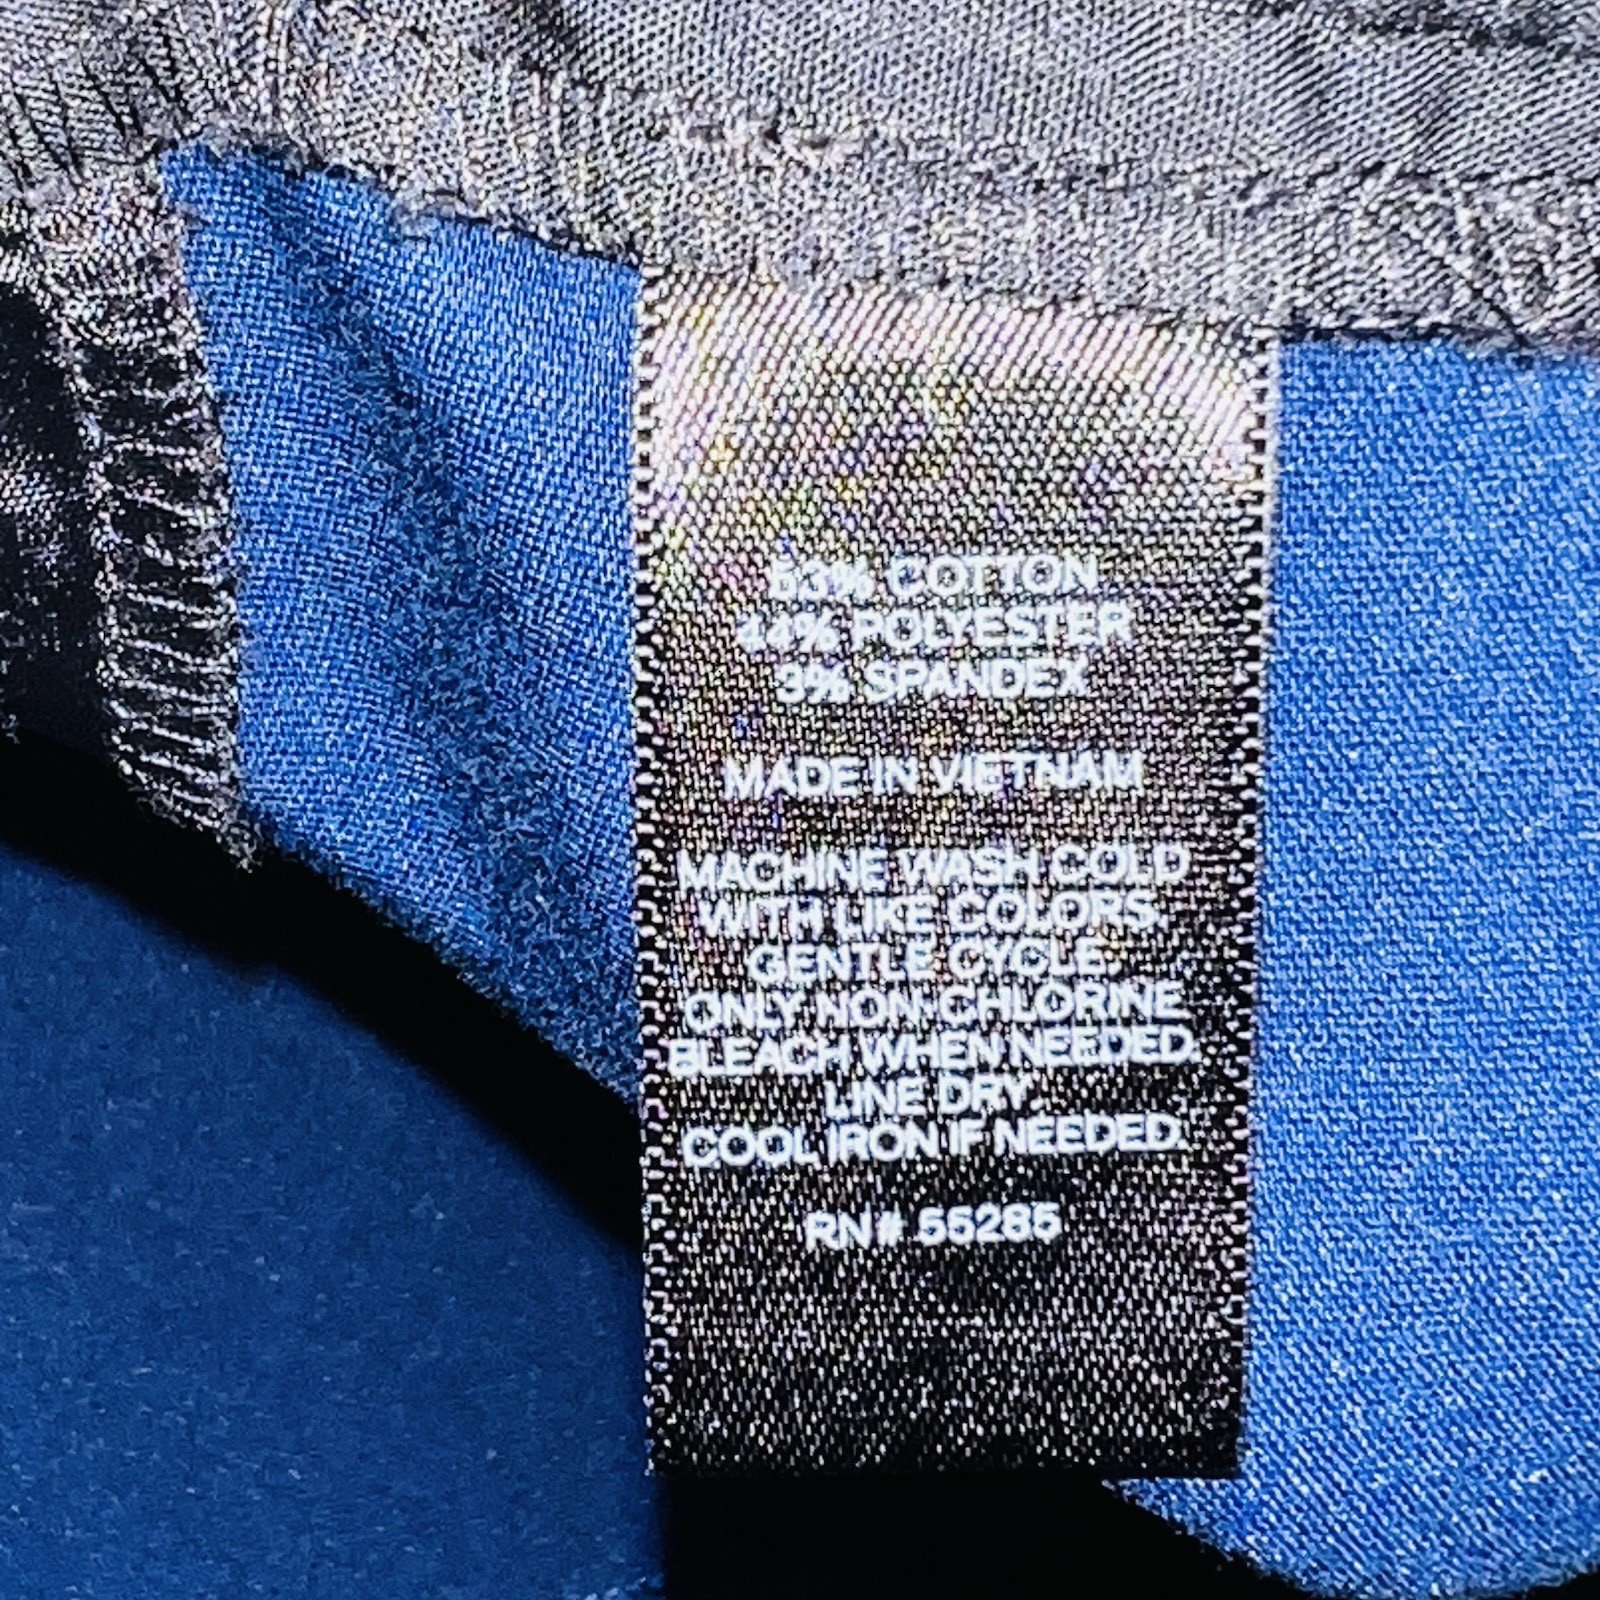 53% COTTON
44% POLYESTER
3% SPANDEX
MADE IN VIETNAM
MACHINE WASH COLD
WITH LIKE COLORS
GENTLE CYCLE.
ONLY NON-CHLORINE
BLEACH WHEN NEEDED.
LINE DRY
COOL IRON IF NEEDED.
RN# 55285